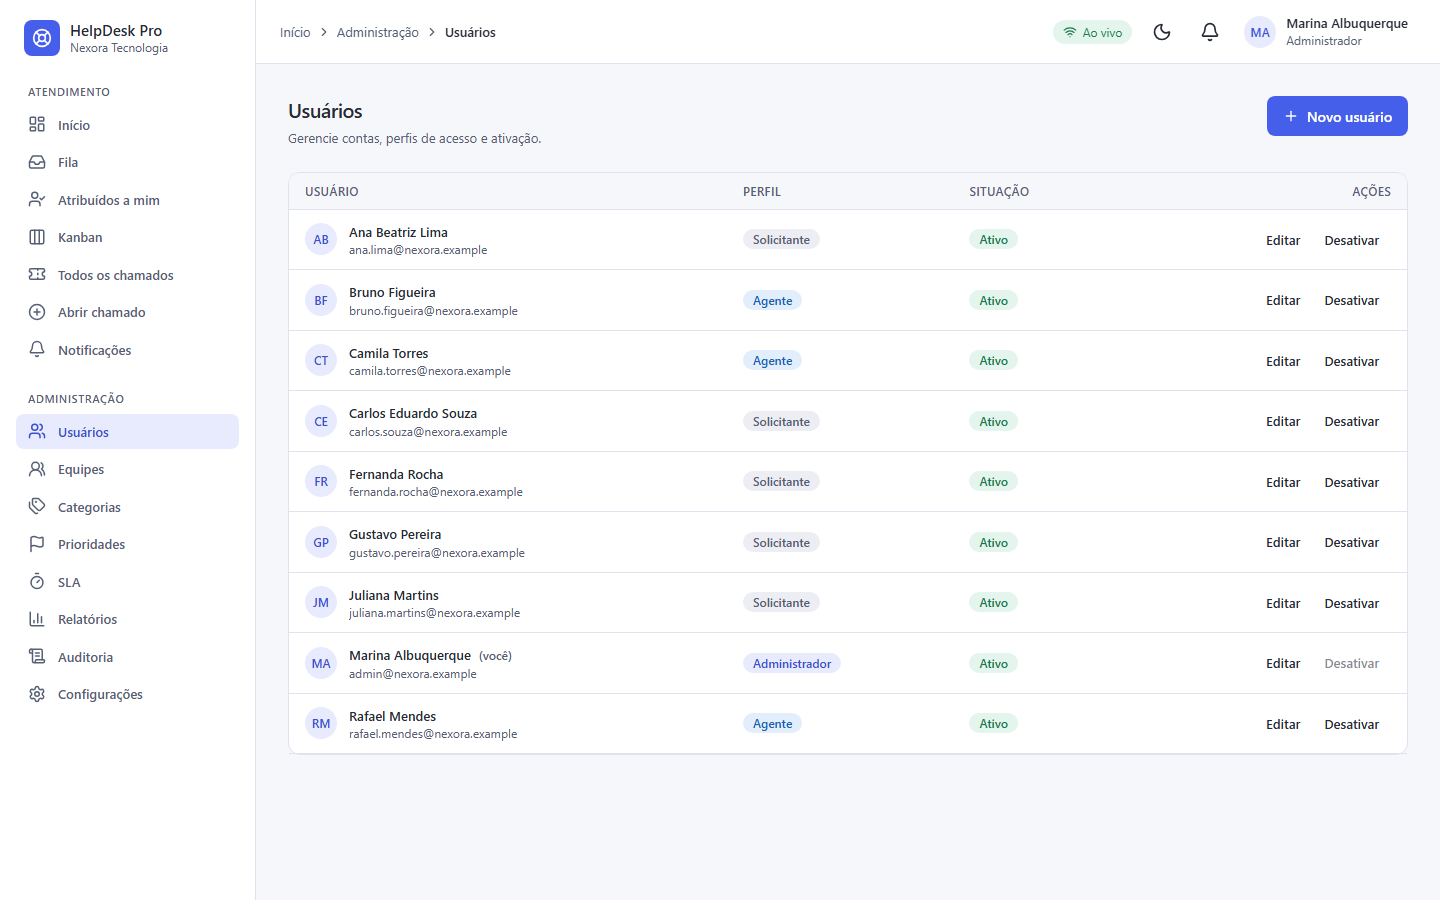 HelpDesk Pro
Nexora Tecnologia
ATENDIMENTO
Início
Fila
Atribuídos a mim
Kanban
Todos os chamados
Abrir chamado
Notificações
ADMINISTRAÇÃO
Usuários
Equipes
Categorias
Prioridades
SLA
Relatórios
Auditoria
Configurações
Início > Administração > Usuários
Ao vivo
MA
Marina Albuquerque
Administrador
Usuários
Gerencie contas, perfis de acesso e ativação.
+ Novo usuário
USUÁRIO PERFIL SITUAÇÃO AÇÕES
AB Ana Beatriz Lima Solicitante Ativo Editar Desativar
ana.lima@nexora.example
BF Bruno Figueira Agente Ativo Editar Desativar
bruno.figueira@nexora.example
CT Camila Torres Agente Ativo Editar Desativar
camila.torres@nexora.example
CE Carlos Eduardo Souza Solicitante Ativo Editar Desativar
carlos.souza@nexora.example
FR Fernanda Rocha Solicitante Ativo Editar Desativar
fernanda.rocha@nexora.example
GP Gustavo Pereira Solicitante Ativo Editar Desativar
gustavo.pereira@nexora.example
JM Juliana Martins Solicitante Ativo Editar Desativar
juliana.martins@nexora.example
MA Marina Albuquerque (você) Administrador Ativo Editar Desativar
admin@nexora.example
RM Rafael Mendes Agente Ativo Editar Desativar
rafael.mendes@nexora.example